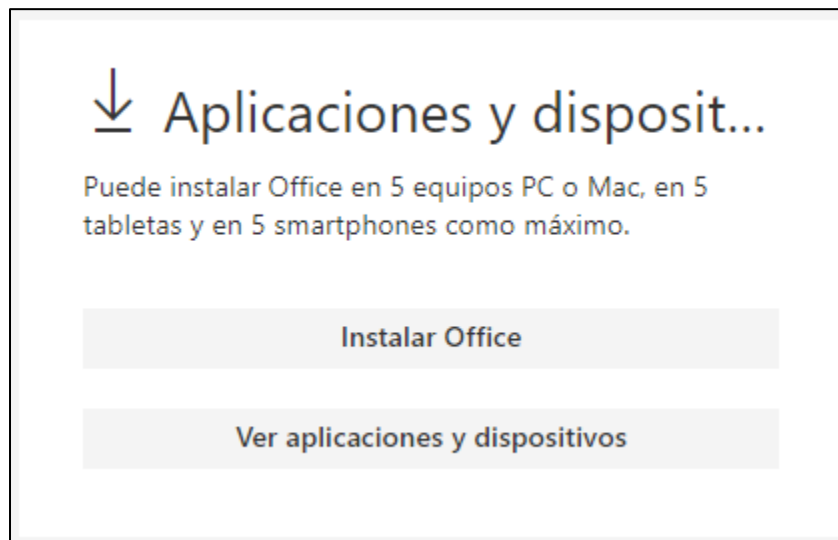 Aplicaciones y disposit...
Puede instalar Office en 5 equipos PC o Mac, en 5
tabletas y en 5 smartphones como máximo.
Instalar Office
Ver aplicaciones y dispositivos